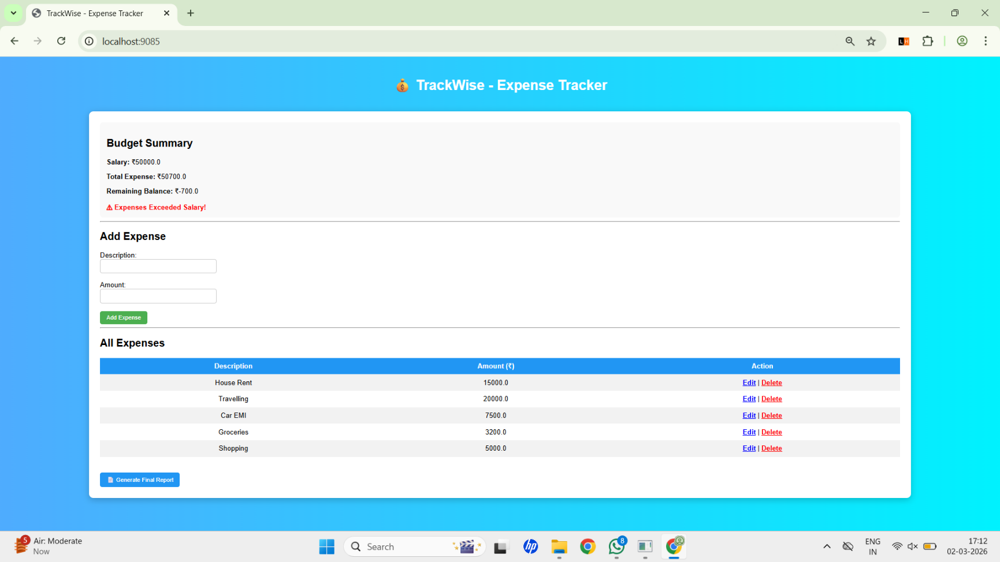 TrackWise - Expense Tracker
localhost:9085
LH
💰 TrackWise - Expense Tracker
Budget Summary
Salary: ₹50000.0
Total Expense: ₹50700.0
Remaining Balance: ₹-700.0
⚠ Expenses Exceeded Salary!
Add Expense
Description:
Amount:
Add Expense
All Expenses
Description Amount (₹) Action
House Rent 15000.0 Edit | Delete
Travelling 20000.0 Edit | Delete
Car EMI 7500.0 Edit | Delete
Groceries 3200.0 Edit | Delete
Shopping 5000.0 Edit | Delete
📄 Generate Final Report
5
Air: Moderate
Now
Search
hp
8
ENG
IN
17:12
02-03-2026